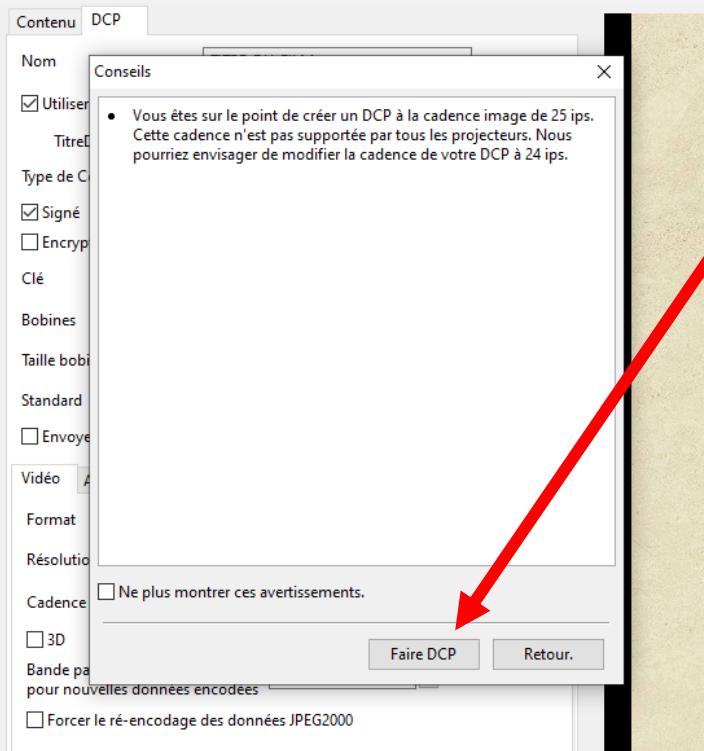 Contenu DCP
Nom
Conseils
Utiliser
• Vous êtes sur le point de créer un DCP à la cadence image de 25 ips.
Cette cadence n'est pas supportée par tous les projecteurs. Nous
pourriez envisager de modifier la cadence de votre DCP à 24 ips.
Type de C
Signé
Encryp
Clé
Bobines
Taille bobi
Standard
Envoye
Vidéo
Format
Résolutio
Cadence
Ne plus montrer ces avertissements.
3D
Faire DCP Retour.
Bande pa
pour nouvelles données encodées
Forcer le ré-encodage des données JPEG2000